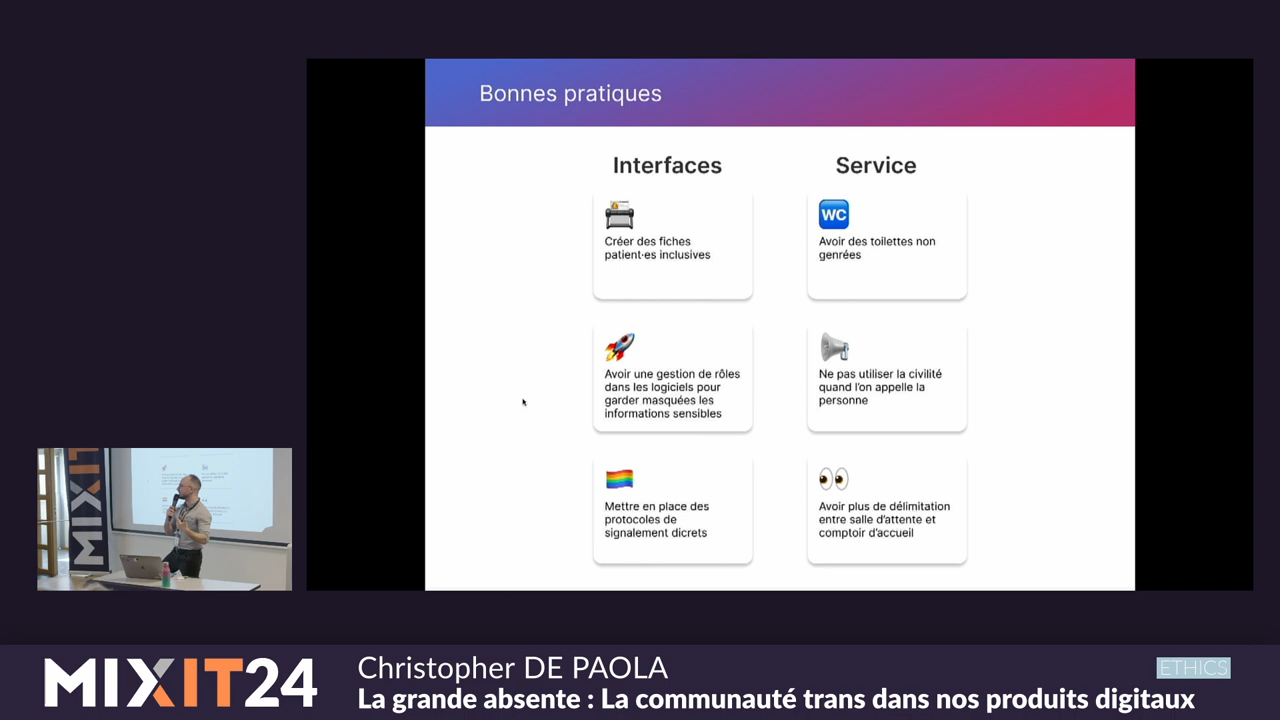 Bonnes pratiques
Interfaces
Créer des fiches
patient·es inclusives
Avoir une gestion de rôles
dans les logiciels pour
garder masquées les
informations sensibles
Mettre en place des
protocoles de
signalement dicrets
Service
WC
Avoir des toilettes non
genrées
Ne pas utiliser la civilité
quand l'on appelle la
personne
Avoir plus de délimitation
entre salle d'attente et
comptoir d'accueil
MIXIT
MIXIT24
Christopher DE PAOLA
La grande absente : La communauté trans dans nos produits digitaux
ETHICS